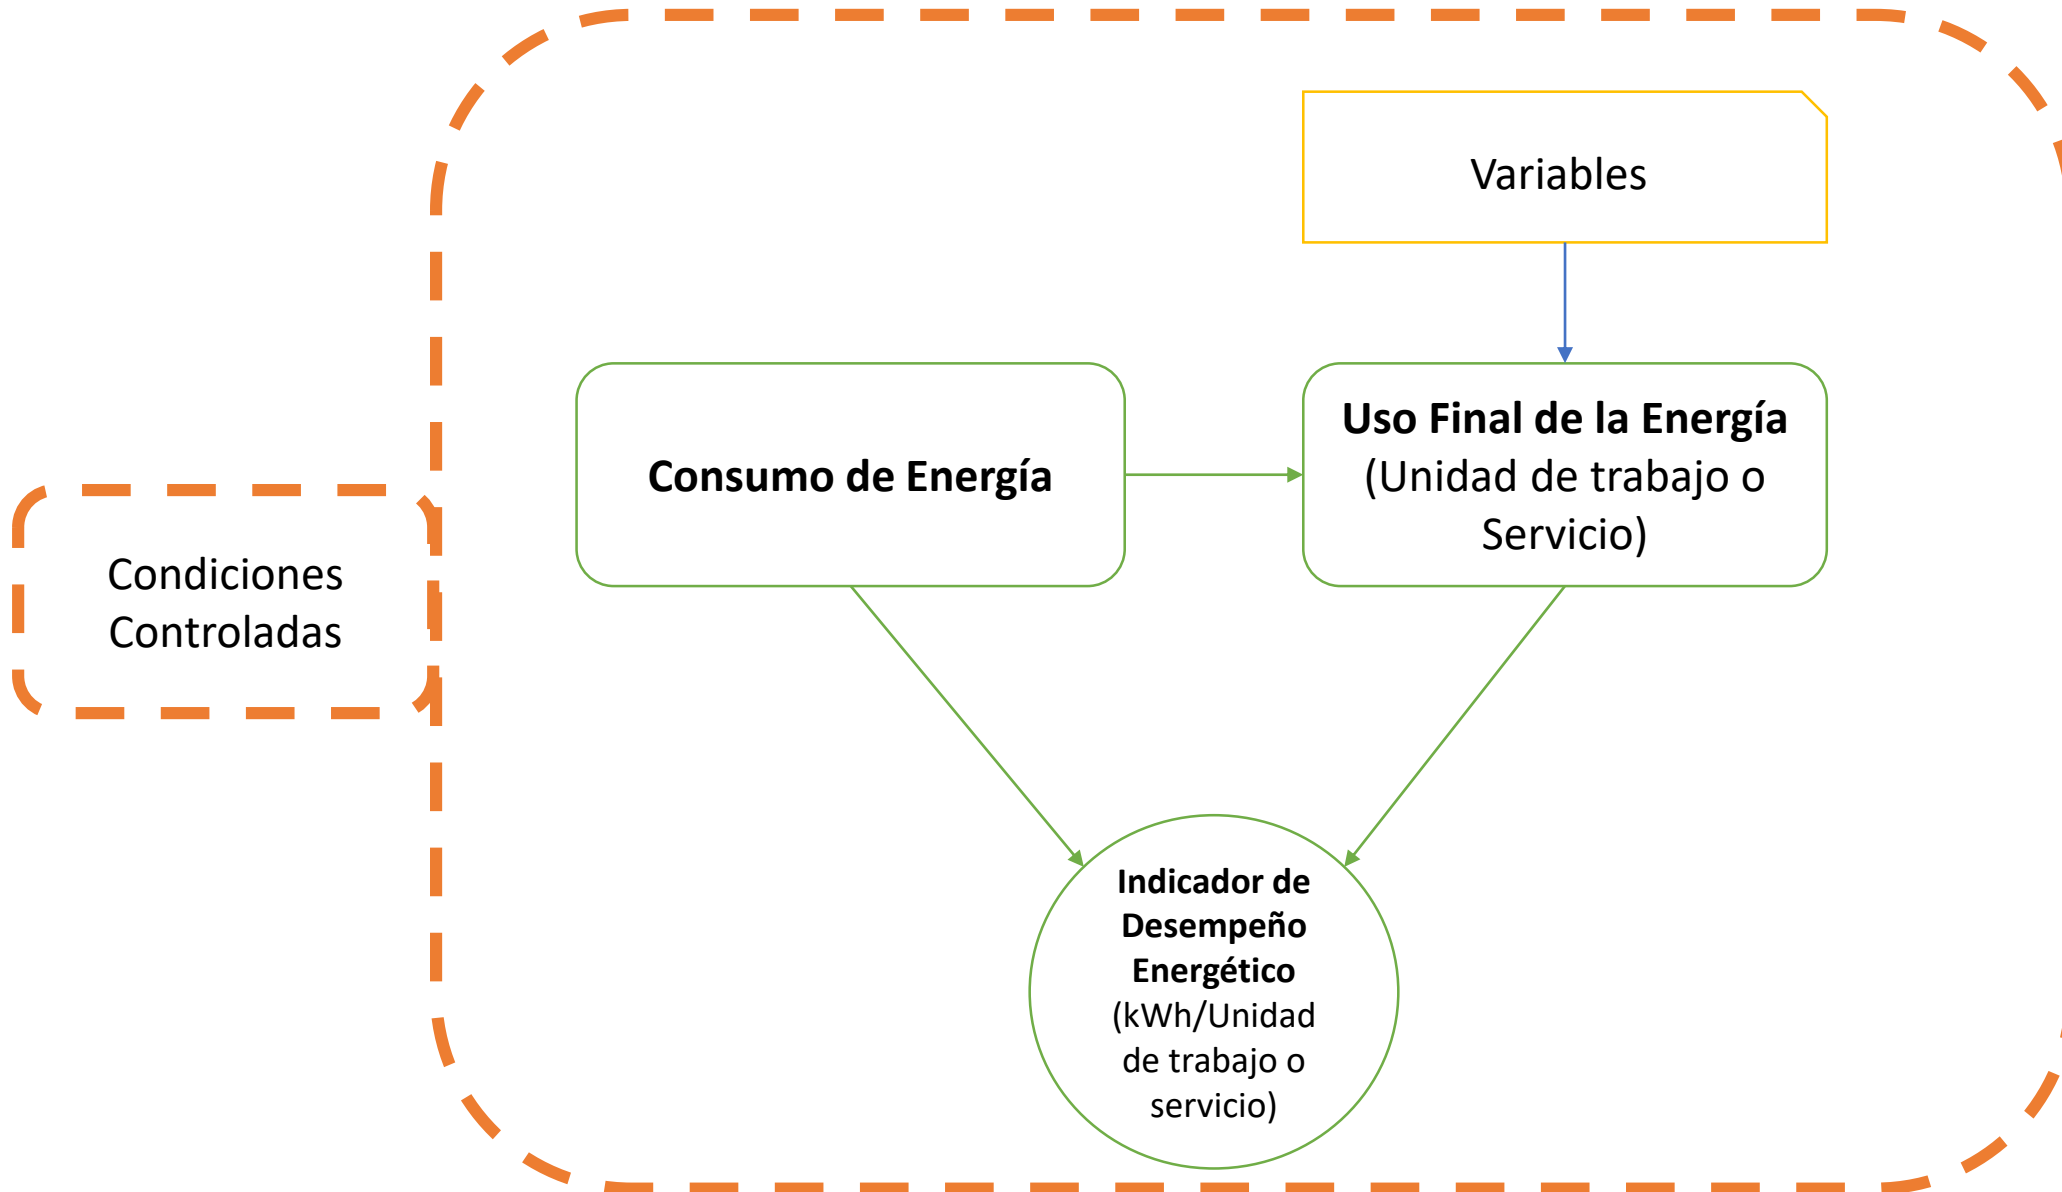 Variables
Consumo de Energía
Uso Final de la Energía
(Unidad de trabajo o
Servicio)
Condiciones
Controladas
Indicador de
Desempeño
Energético
(kWh/Unidad
de trabajo o
servicio)